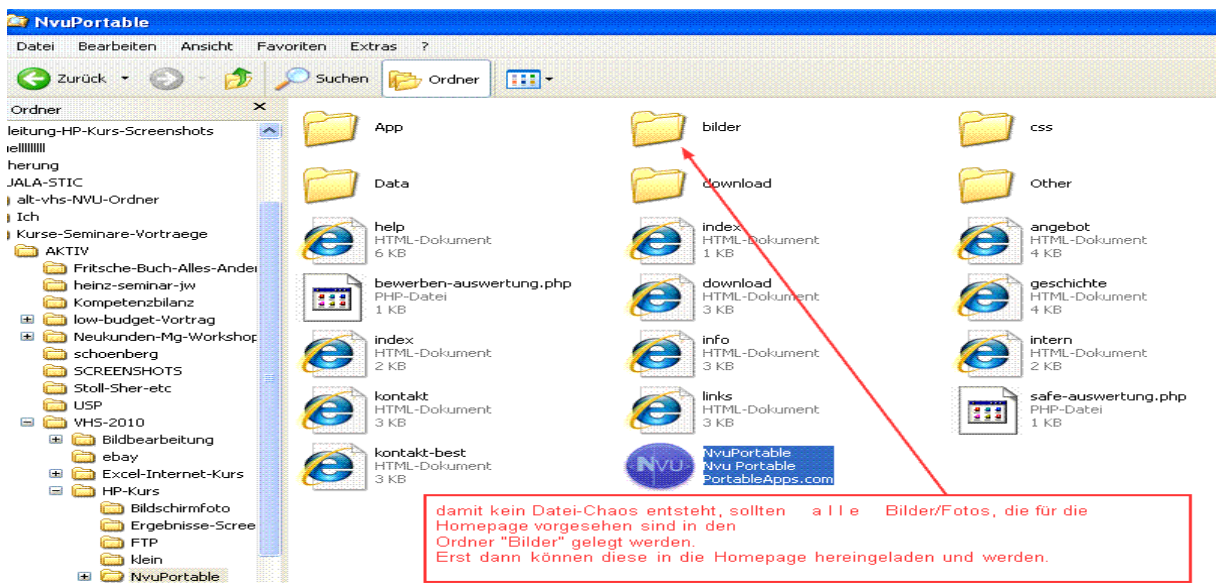 NvuPortable
Datei Bearbeiten Ansicht Favoriten Extras ?
Zurück Suchen Ordner
Ordner
leitung-HP-Kurs-Screenshots
herung
JALA-STIC
alt-vhs-NVU-Ordner
Ich
Kurse-Seminare-Vortraege
AKTIV
Fritsche-Buch-Alles-Ander
heinz-seminar-jw
Kompetenzbilanz
low-budget-Vortrag
Neukunden-Mg-Workshop
schoenberg
SCREENSHOTS
Stoll-Sher-etc
USP
VHS-2010
Bildbearbeitung
ebay
Excel-Internet-Kurs
HP-Kurs
Bildschirmfoto
Ergebnisse-Scree
FTP
klein
NvuPortable
App
bilder
css
Data
download
Other
help
HTML-Dokument
6 KB
index
HTML-Dokument
1 KB
angebot
HTML-Dokument
4 KB
bewerben-auswertung.php
PHP-Datei
1 KB
download
HTML-Dokument
3 KB
geschichte
HTML-Dokument
4 KB
index
HTML-Dokument
2 KB
info
HTML-Dokument
3 KB
intern
HTML-Dokument
2 KB
kontakt
HTML-Dokument
3 KB
links
HTML-Dokument
3 KB
safe-auswertung.php
PHP-Datei
1 KB
kontakt-best
HTML-Dokument
3 KB
NVU
NvuPortable
Nvu Portable
PortableApps.com
damit kein Datei-Chaos entsteht, sollten a l l e Bilder/Fotos, die für die
Homepage vorgesehen sind in den
Ordner "Bilder" gelegt werden.
Erst dann können diese in die Homepage hereingeladen und werden.